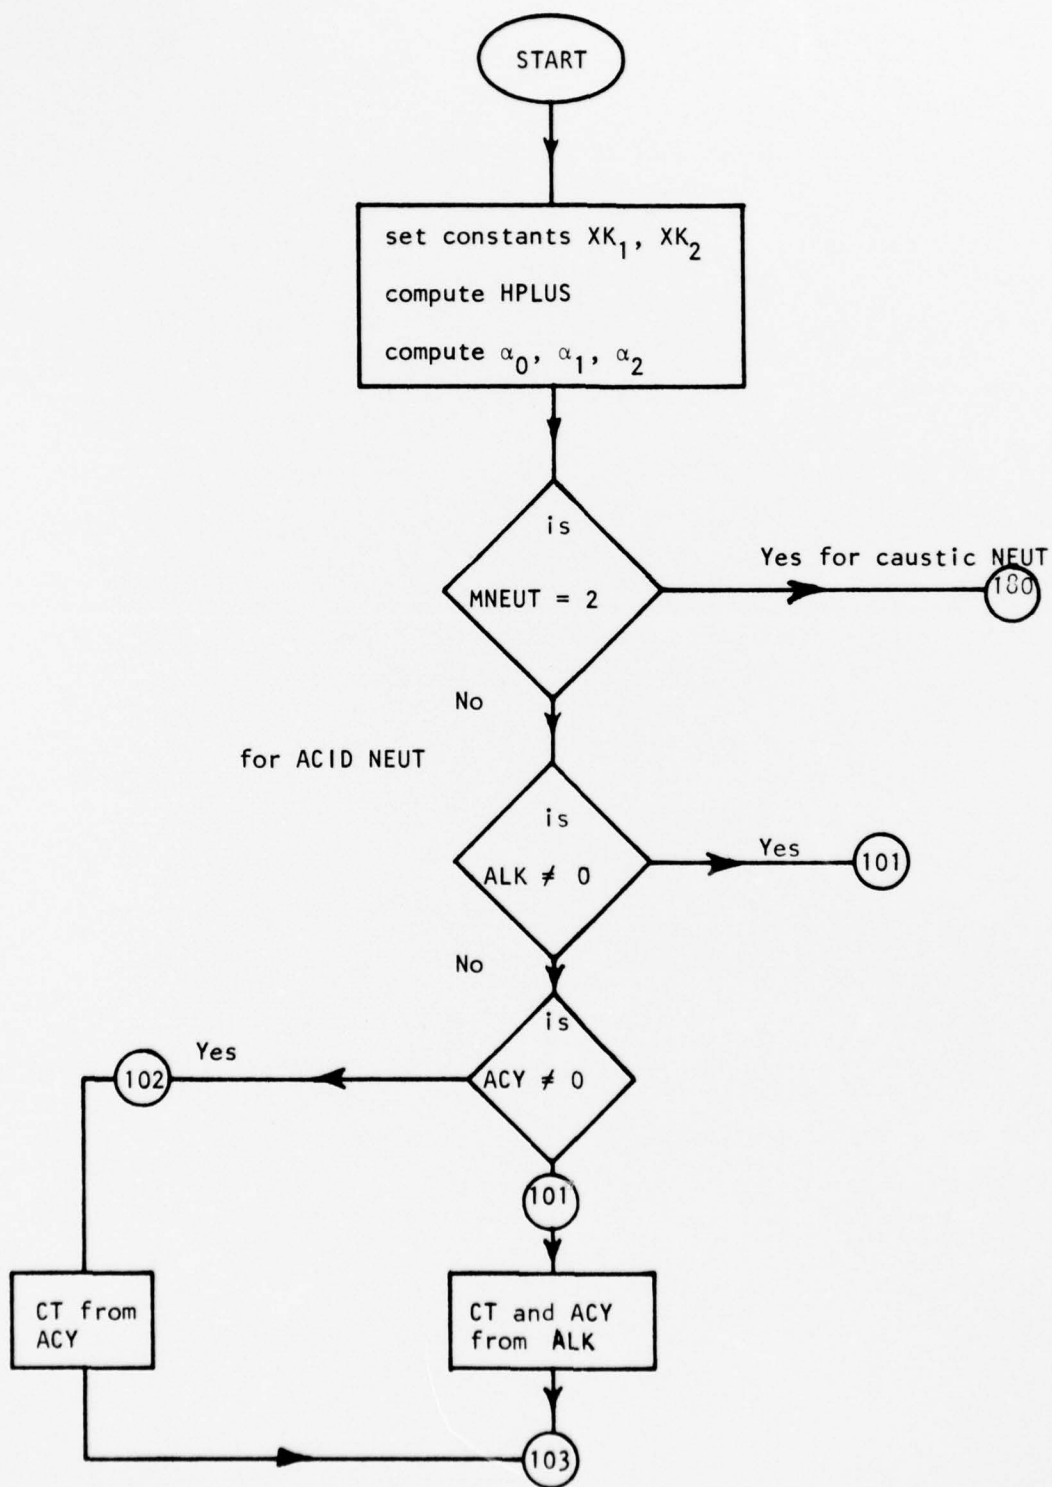 START
set constants XK₁, XK₂
compute HPLUS
compute α₀, α₁, α₂
is
MNEUT = 2
Yes for caustic NEUT
180
No
for ACID NEUT
is
ALK ≠ 0
Yes
101
No
is
ACY ≠ 0
Yes
102
101
CT from
ACY
CT and ACY
from ALK
103